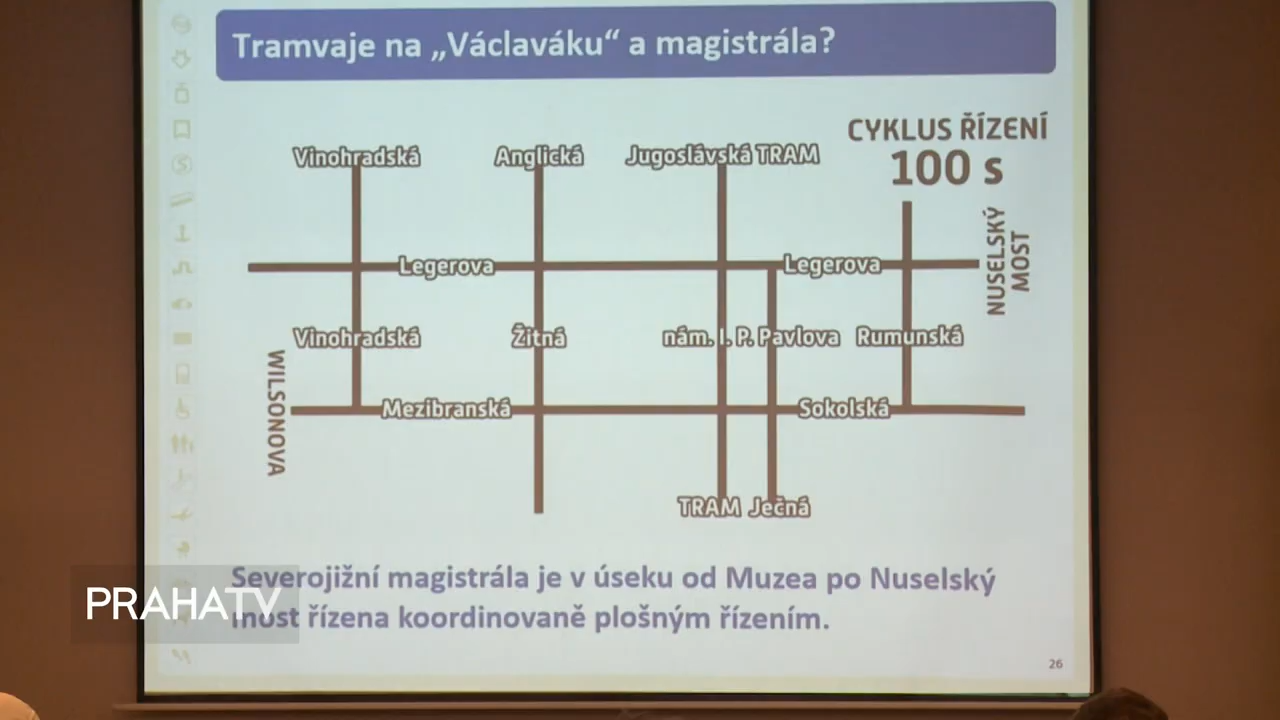 Tramvaje na „Václaváku“ a magistrála?
CYKLUS ŘÍZENÍ
100 s
Vinohradská
Anglická
Jugoslávská TRAM
NUSELSKÝ
MOST
Legerova
Legerova
Vinohradská
Žitná
nám. I. P. Pavlova
Rumunská
WILSONOVA
Mezibranská
Sokolská
TRAM
Ječná
Severojižní magistrála je v úseku od Muzea po Nuselský
most řízena koordinovaně plošným řízením.
PRAHATV
26